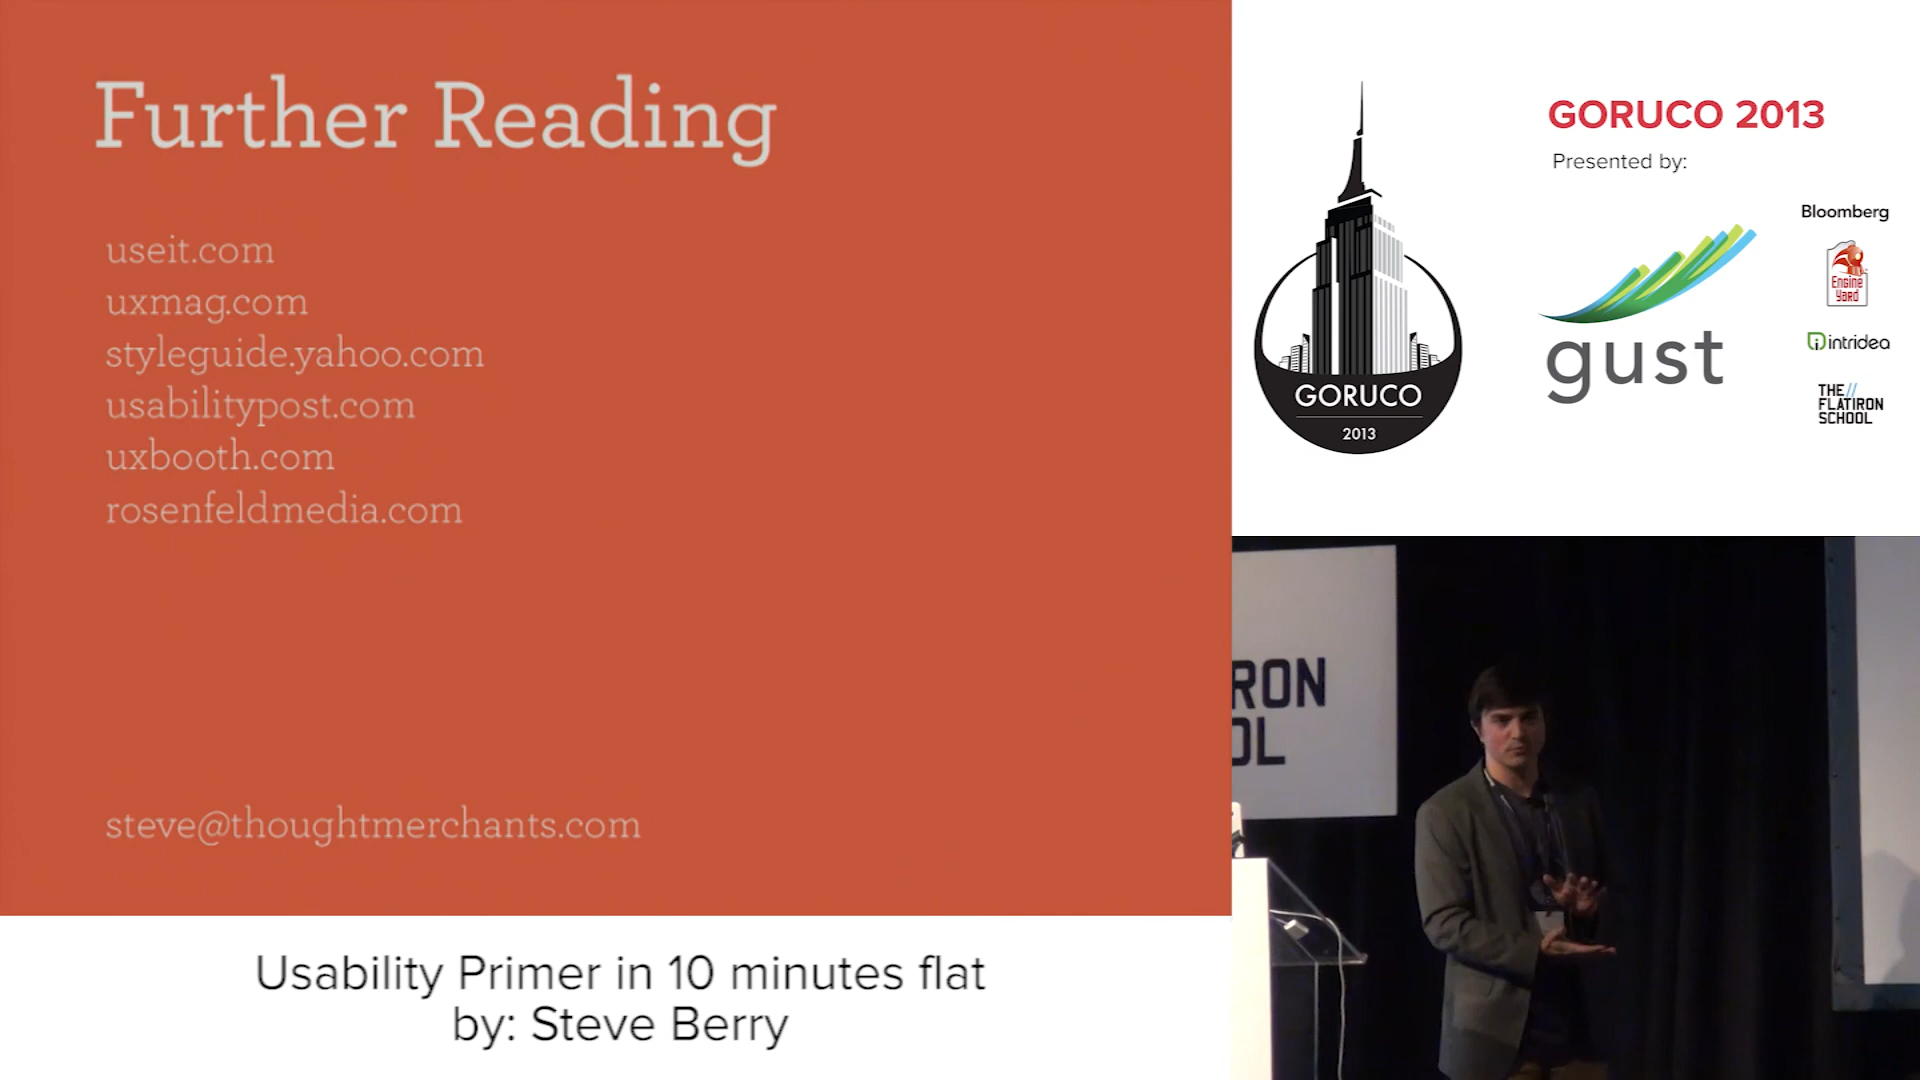 Further Reading
useit.com
uxmag.com
styleguide.yahoo.com
usabilitypost.com
uxbooth.com
rosenfeldmedia.com
steve@thoughtmerchants.com
Usability Primer in 10 minutes flat
by: Steve Berry
GORUCO
2013
GORUCO 2013
Presented by:
gust
Bloomberg
Engine
Yard
intridea
THE//
FLATIRON
SCHOOL
RON
OL